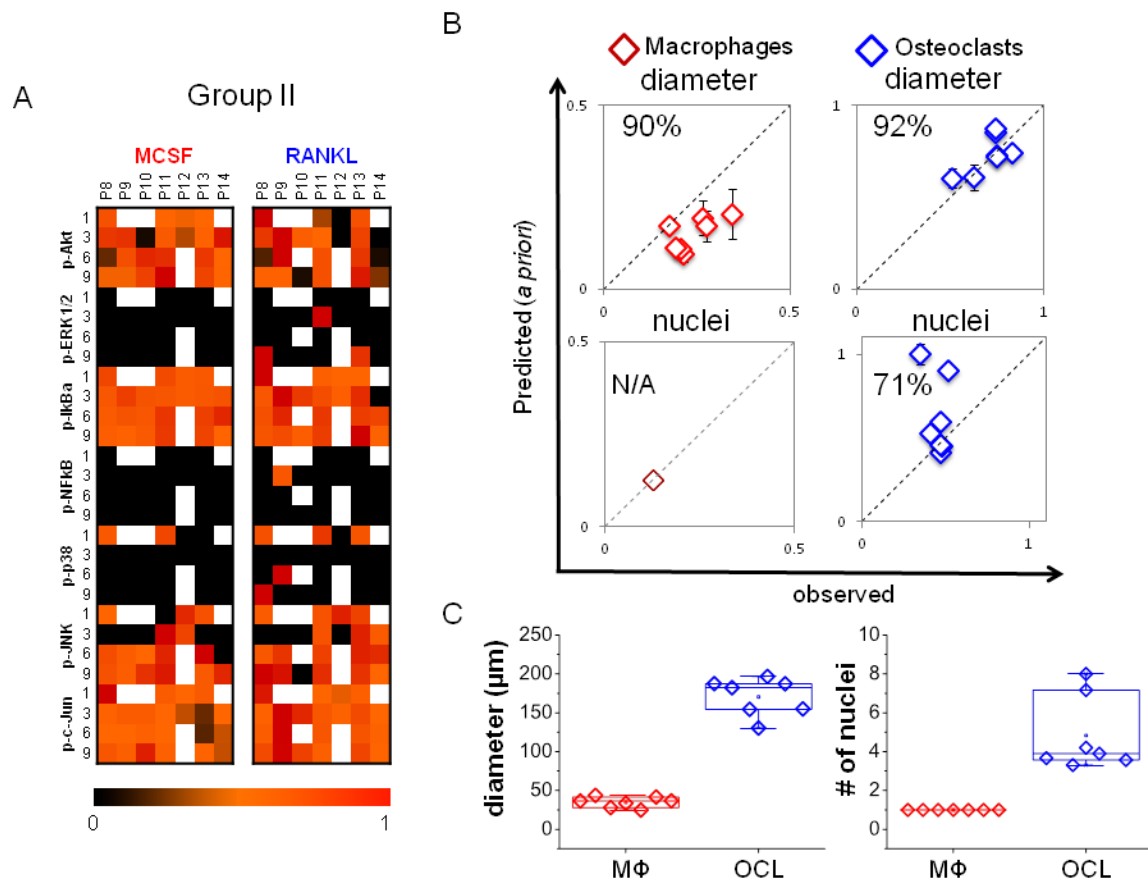 A
Group II
MCSF RANKL
P8 P9 P10 P11 P12 P13 P14 P8 P9 P10 P11 P12 P13 P14
p-Akt
1
3
6
9
p-ERK1/2
1
3
6
9
p-IkBa
1
3
6
9
p-NFkB
1
3
6
9
p-p38
1
3
6
9
p-JNK
1
3
6
9
p-c-Jun
1
3
6
9
0 1
B
Macrophages Osteoclasts
diameter diameter
Predicted (a priori)
0.5 90% 0 0.5
1 92% 0 1
nuclei nuclei
0.5 N/A 0 0 0.5
1 71% 0 0 1
observed
C
diameter (µm)
250
200
150
100
50
0
MΦ OCL
# of nuclei
10
8
6
4
2
0
MΦ OCL